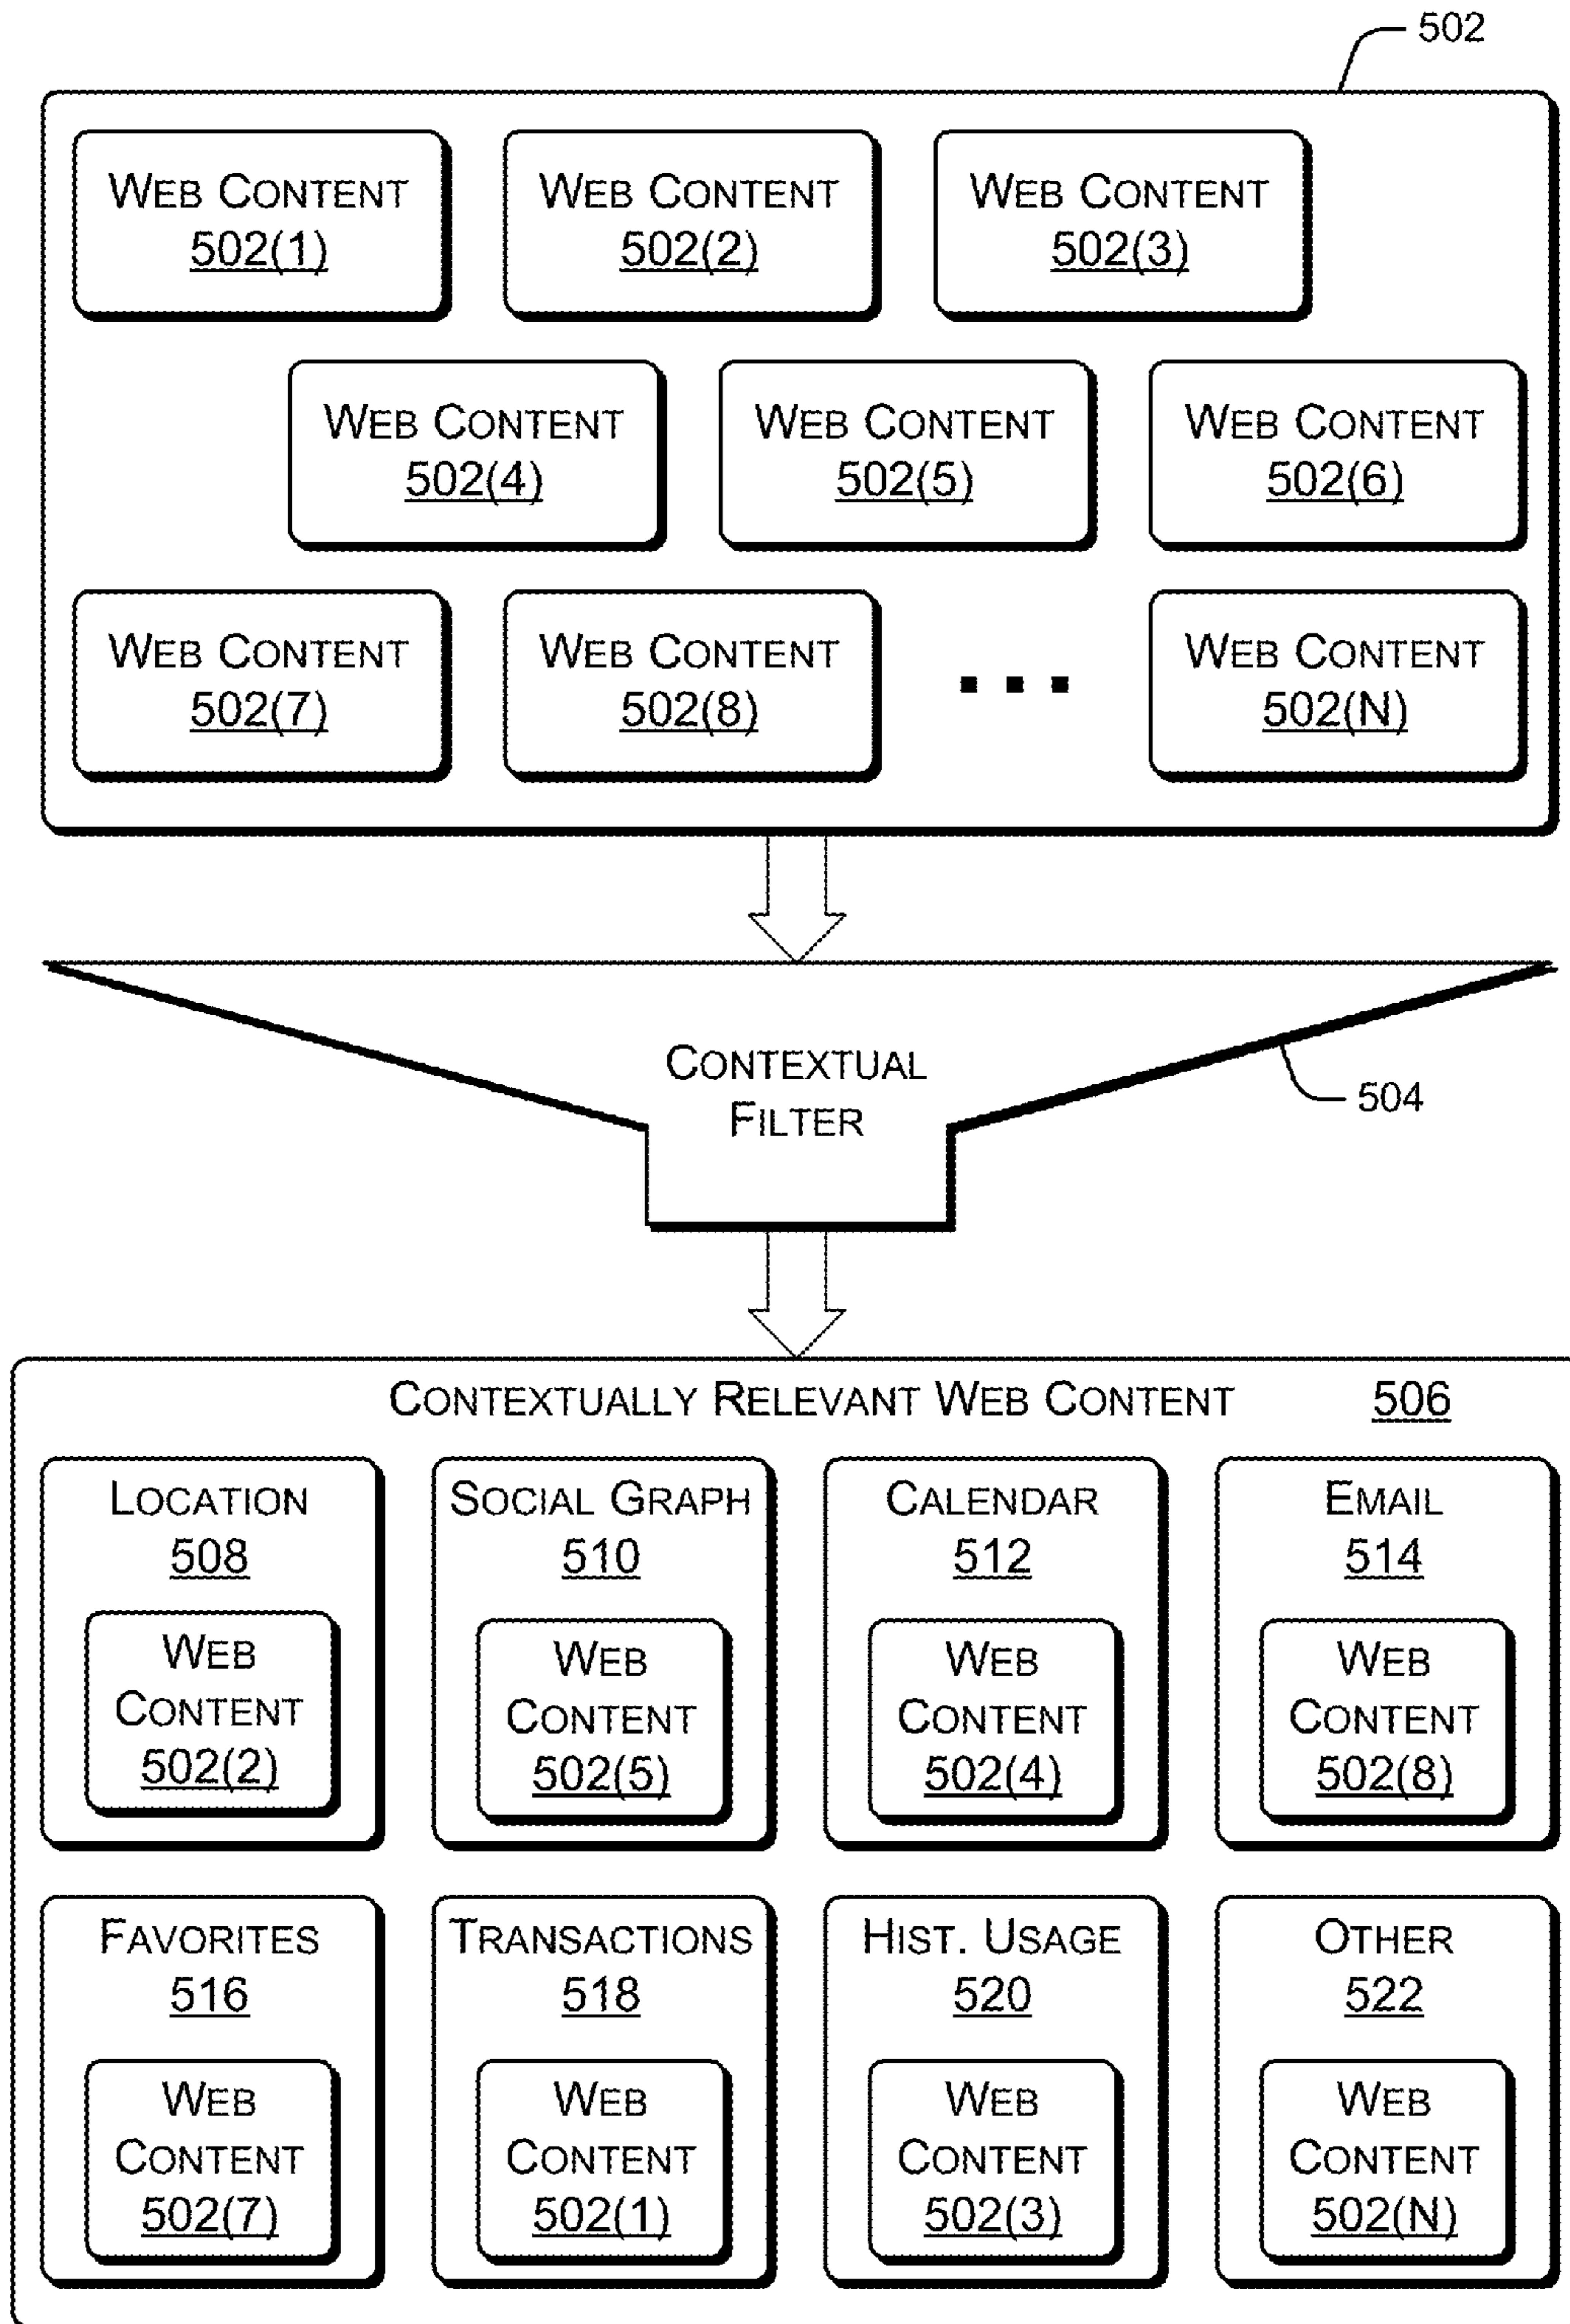 502
WEB CONTENT WEB CONTENT WEB CONTENT
502(1) 502(2) 502(3)
WEB CONTENT WEB CONTENT WEB CONTENT
502(4) 502(5) 502(6)
WEB CONTENT WEB CONTENT WEB CONTENT
502(7) 502(8) ... 502(N)
CONTEXTUAL
FILTER
504
CONTEXTUALLY RELEVANT WEB CONTENT 506
LOCATION SOCIAL GRAPH CALENDAR EMAIL
508 510 512 514
WEB WEB WEB WEB
CONTENT CONTENT CONTENT CONTENT
502(2) 502(5) 502(4) 502(8)
FAVORITES TRANSACTIONS HIST. USAGE OTHER
516 518 520 522
WEB WEB WEB WEB
CONTENT CONTENT CONTENT CONTENT
502(7) 502(1) 502(3) 502(N)